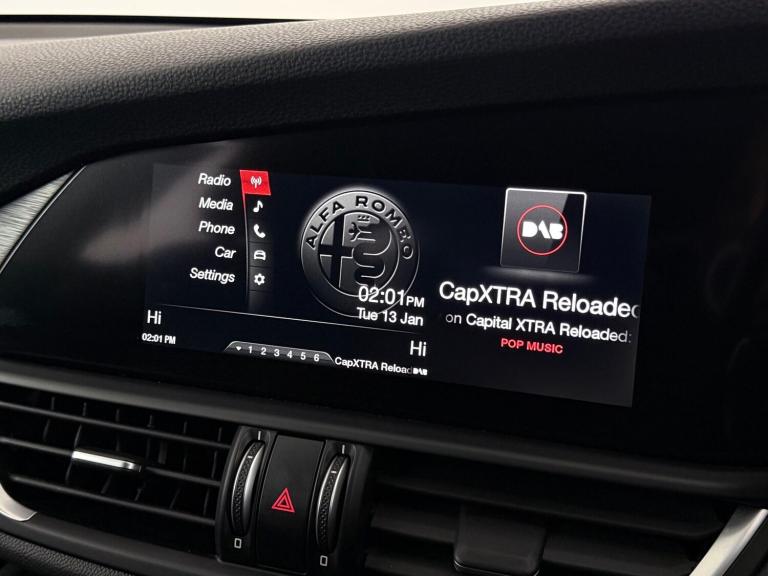 Radio
Media
Phone
Car
Settings
ALFA ROMEO
02:01PM
Tue 13 Jan
Hi
02:01 PM
Hi
1 2 3 4 5 6
CapXTRA Reload
DAB
DAB
CapXTRA Reloaded
on Capital XTRA Reloaded:
POP MUSIC